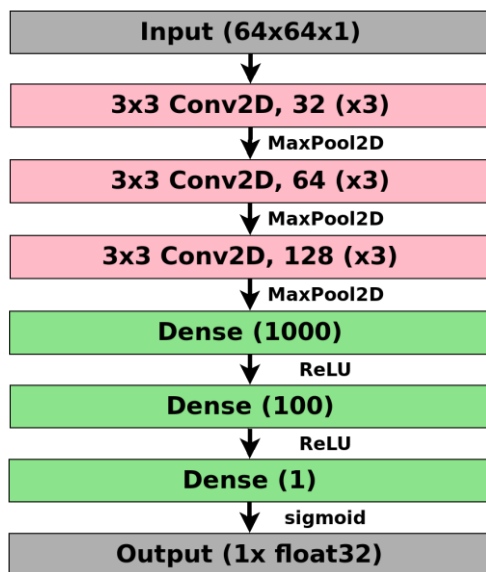 Input (64x64x1)
3x3 Conv2D, 32 (x3)
MaxPool2D
3x3 Conv2D, 64 (x3)
MaxPool2D
3x3 Conv2D, 128 (x3)
MaxPool2D
Dense (1000)
ReLU
Dense (100)
ReLU
Dense (1)
sigmoid
Output (1x float32)